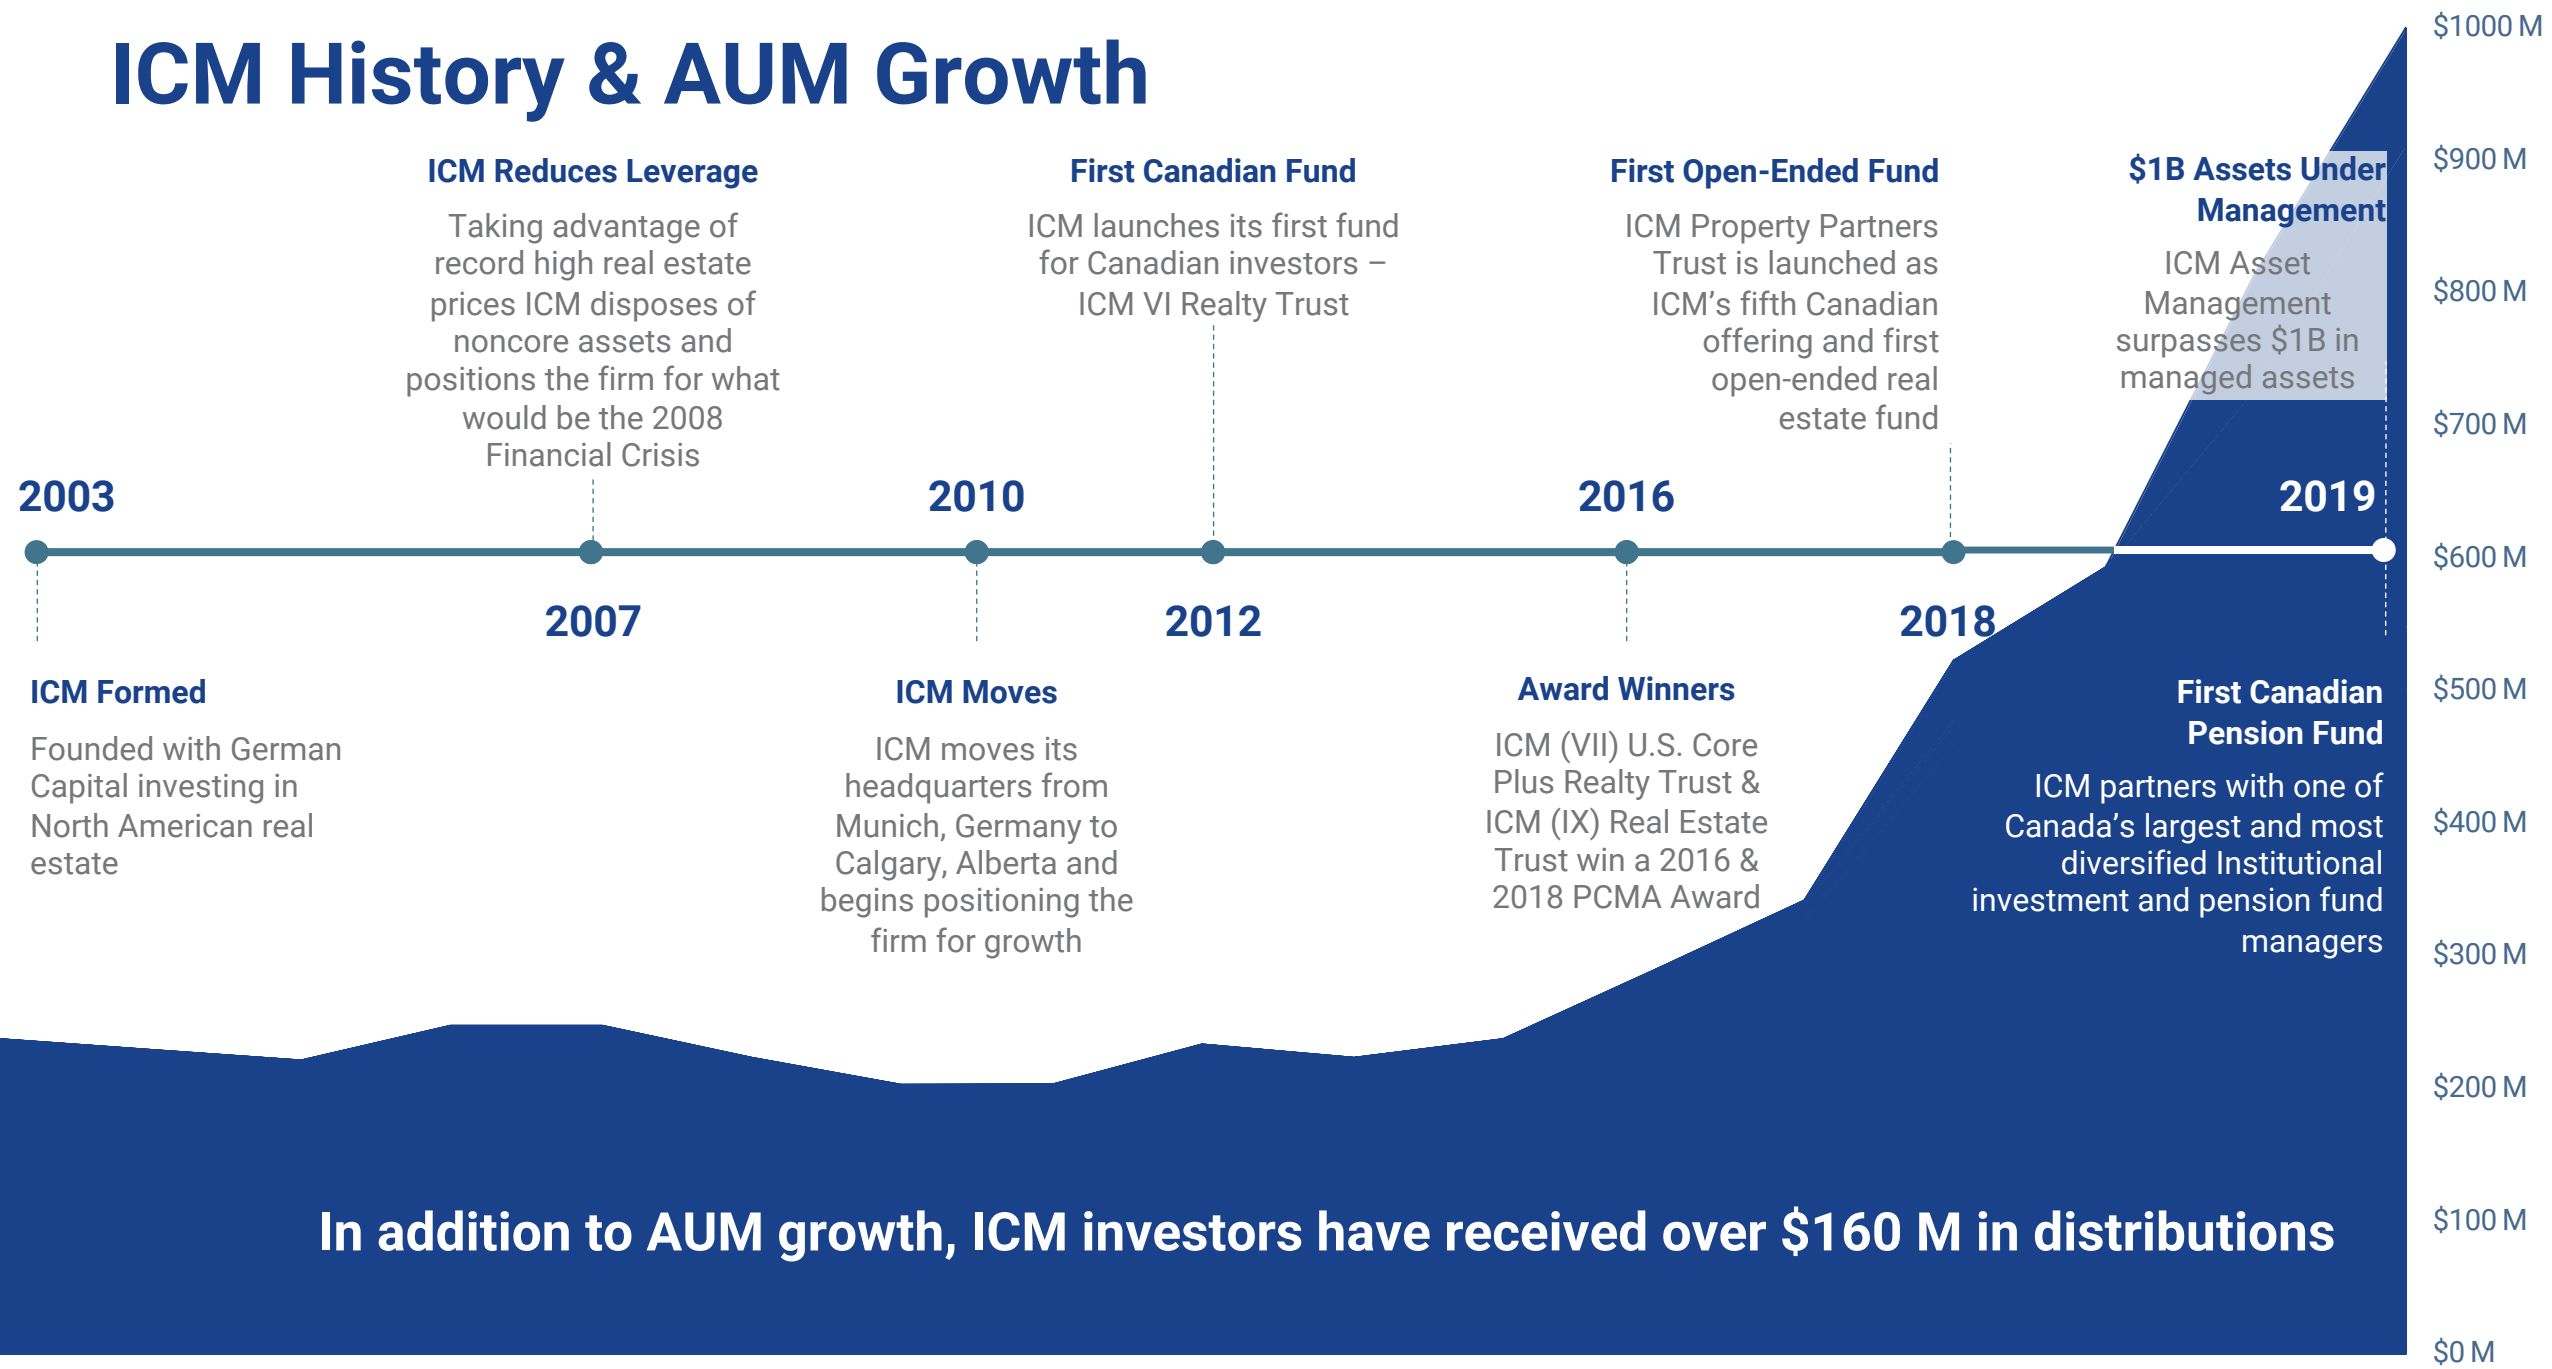 ICM History & AUM Growth
ICM Reduces Leverage
Taking advantage of
record high real estate
prices ICM disposes of
noncore assets and
positions the firm for what
would be the 2008
Financial Crisis
First Canadian Fund
ICM launches its first fund
for Canadian investors –
ICM VI Realty Trust
First Open-Ended Fund
ICM Property Partners
Trust is launched as
ICM’s fifth Canadian
offering and first
open-ended real
estate fund
$1B Assets Under
Management
ICM Asset
Management
surpasses $1B in
managed assets
2003
2010
2016
2019
2007
2012
2018
ICM Formed
Founded with German
Capital investing in
North American real
estate
ICM Moves
ICM moves its
headquarters from
Munich, Germany to
Calgary, Alberta and
begins positioning the
firm for growth
Award Winners
ICM (VII) U.S. Core
Plus Realty Trust &
ICM (IX) Real Estate
Trust win a 2016 &
2018 PCMA Award
First Canadian
Pension Fund
ICM partners with one of
Canada’s largest and most
diversified Institutional
investment and pension fund
managers
In addition to AUM growth, ICM investors have received over $160 M in distributions
$1000 M
$900 M
$800 M
$700 M
$600 M
$500 M
$400 M
$300 M
$200 M
$100 M
$0 M